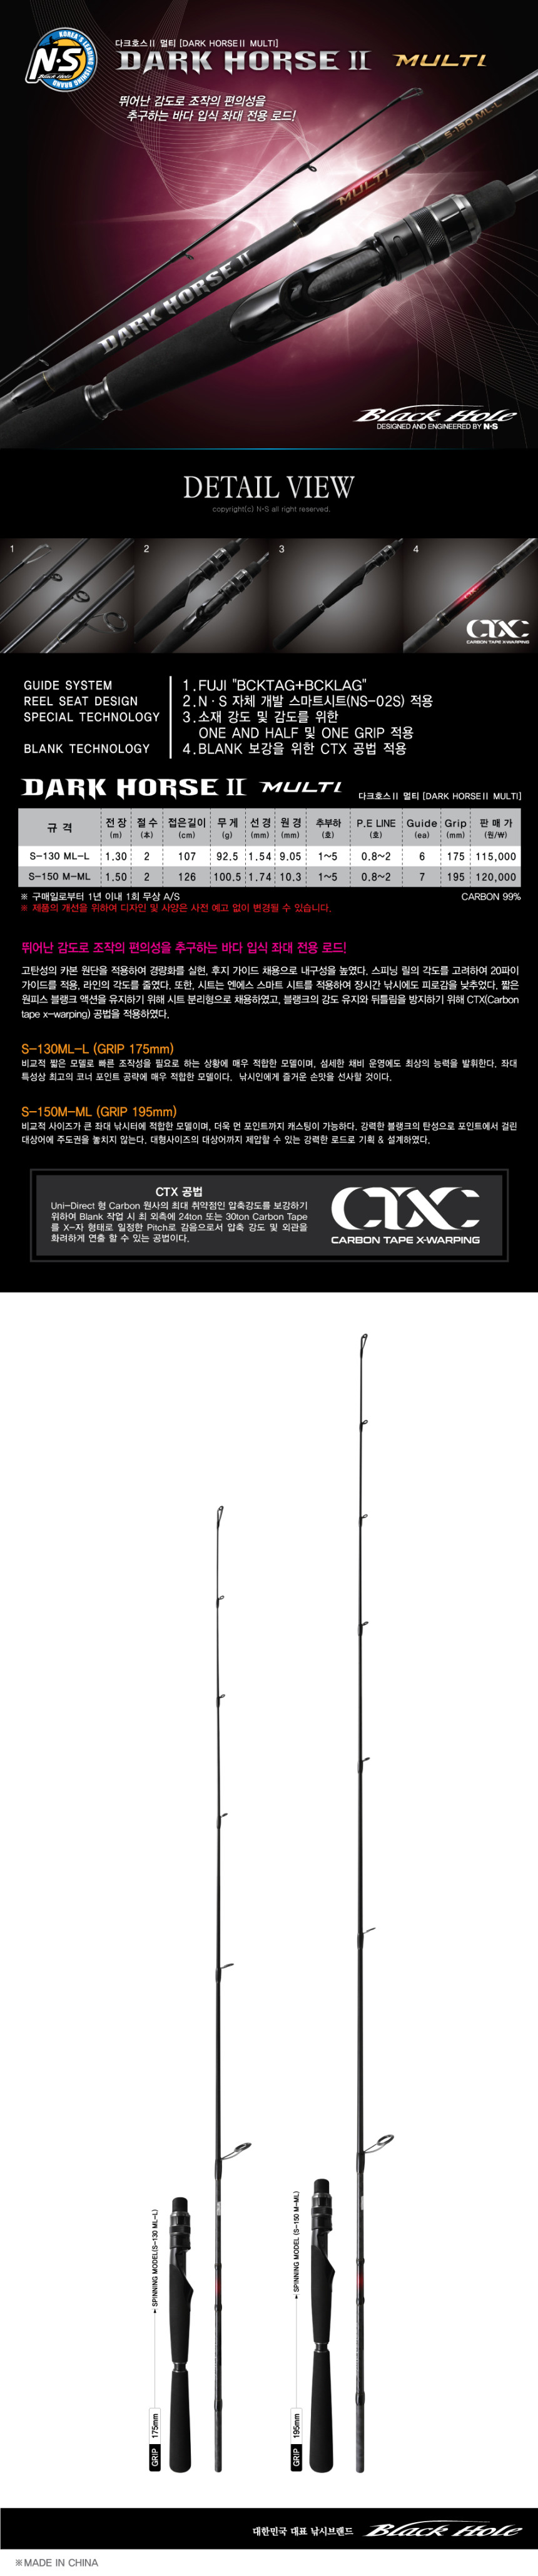 KOREA'S LEADING FISHING BRAND
N·S
Black Hole
다크호스Ⅱ 멀티 [DARK HORSEⅡ MULTI]
DARK HORSE II MULTI
뛰어난 감도로 조작의 편의성을
추구하는 바다 입식 좌대 전용 로드!
S-130 ML-L
MULTI
DARK HORSE II
Black Hole
DESIGNED AND ENGINEERED BY N·S
DETAIL VIEW
copyright(c) N·S all right reserved.
1
2
3
4
CTX
CTX
CARBON TAPE X-WARPING
GUIDE SYSTEM 1.FUJI "BCKTAG+BCKLAG"
REEL SEAT DESIGN 2.N·S 자체 개발 스마트시트(NS-02S) 적용
SPECIAL TECHNOLOGY 3.소재 강도 및 감도를 위한
ONE AND HALF 및 ONE GRIP 적용
BLANK TECHNOLOGY 4.BLANK 보강을 위한 CTX 공법 적용
DARK HORSE II MULTI 다크호스Ⅱ 멀티 [DARK HORSEⅡ MULTI]
규 격 전 장 (m) 절 수 (本) 접은길이 (cm) 무 게 (g) 선 경 (mm) 원 경 (mm) 추부하 (호) P.E LINE (호) Guide (ea) Grip (mm) 판 매 가 (원/₩)
S-130 ML-L 1.30 2 107 92.5 1.54 9.05 1~5 0.8~2 6 175 115,000
S-150 M-ML 1.50 2 126 100.5 1.74 10.3 1~5 0.8~2 7 195 120,000
※ 구매일로부터 1년 이내 1회 무상 A/S CARBON 99%
※ 제품의 개선을 위하여 디자인 및 사양은 사전 예고 없이 변경될 수 있습니다.
뛰어난 감도로 조작의 편의성을 추구하는 바다 입식 좌대 전용 로드!
고탄성의 카본 원단을 적용하여 경량화를 실현, 후지 가이드 채용으로 내구성을 높였다. 스피닝 릴의 각도를 고려하여 20파이
가이드를 적용, 라인의 각도를 줄였다. 또한, 시트는 엔에스 스마트 시트를 적용하여 장시간 낚시에도 피로감을 낮추었다. 짧은
원피스 블랭크 액션을 유지하기 위해 시트 분리형으로 채용하였고, 블랭크의 강도 유지와 뒤틀림을 방지하기 위해 CTX(Carbon
tape x-warping) 공법을 적용하였다.
S-130ML-L (GRIP 175mm)
비교적 짧은 모델로 빠른 조작성을 필요로 하는 상황에 매우 적합한 모델이며, 섬세한 채비 운영에도 최상의 능력을 발휘한다. 좌대
특성상 최고의 코너 포인트 공략에 매우 적합한 모델이다. 낚시인에게 즐거운 손맛을 선사할 것이다.
S-150M-ML (GRIP 195mm)
비교적 사이즈가 큰 좌대 낚시터에 적합한 모델이며, 더욱 먼 포인트까지 캐스팅이 가능하다. 강력한 블랭크의 탄성으로 포인트에서 걸린
대상어에 주도권을 놓치지 않는다. 대형사이즈의 대상어까지 제압할 수 있는 강력한 로드로 기획 & 설계하였다.
CTX 공법
Uni-Direct 형 Carbon 원사의 최대 취약점인 압축강도를 보강하기
위하여 Blank 작업 시 최 외측에 24ton 또는 30ton Carbon Tape
를 X-자 형태로 일정한 Pitch로 감음으로서 압축 강도 및 외관을
화려하게 연출 할 수 있는 공법이다.
CTX
CARBON TAPE X-WARPING
SPINNING MODEL(S-130 ML-L)
GRIP 175mm
SPINNING MODEL (S-150 M-ML)
GRIP 195mm
대한민국 대표 낚시브랜드 Black Hole
※MADE IN CHINA